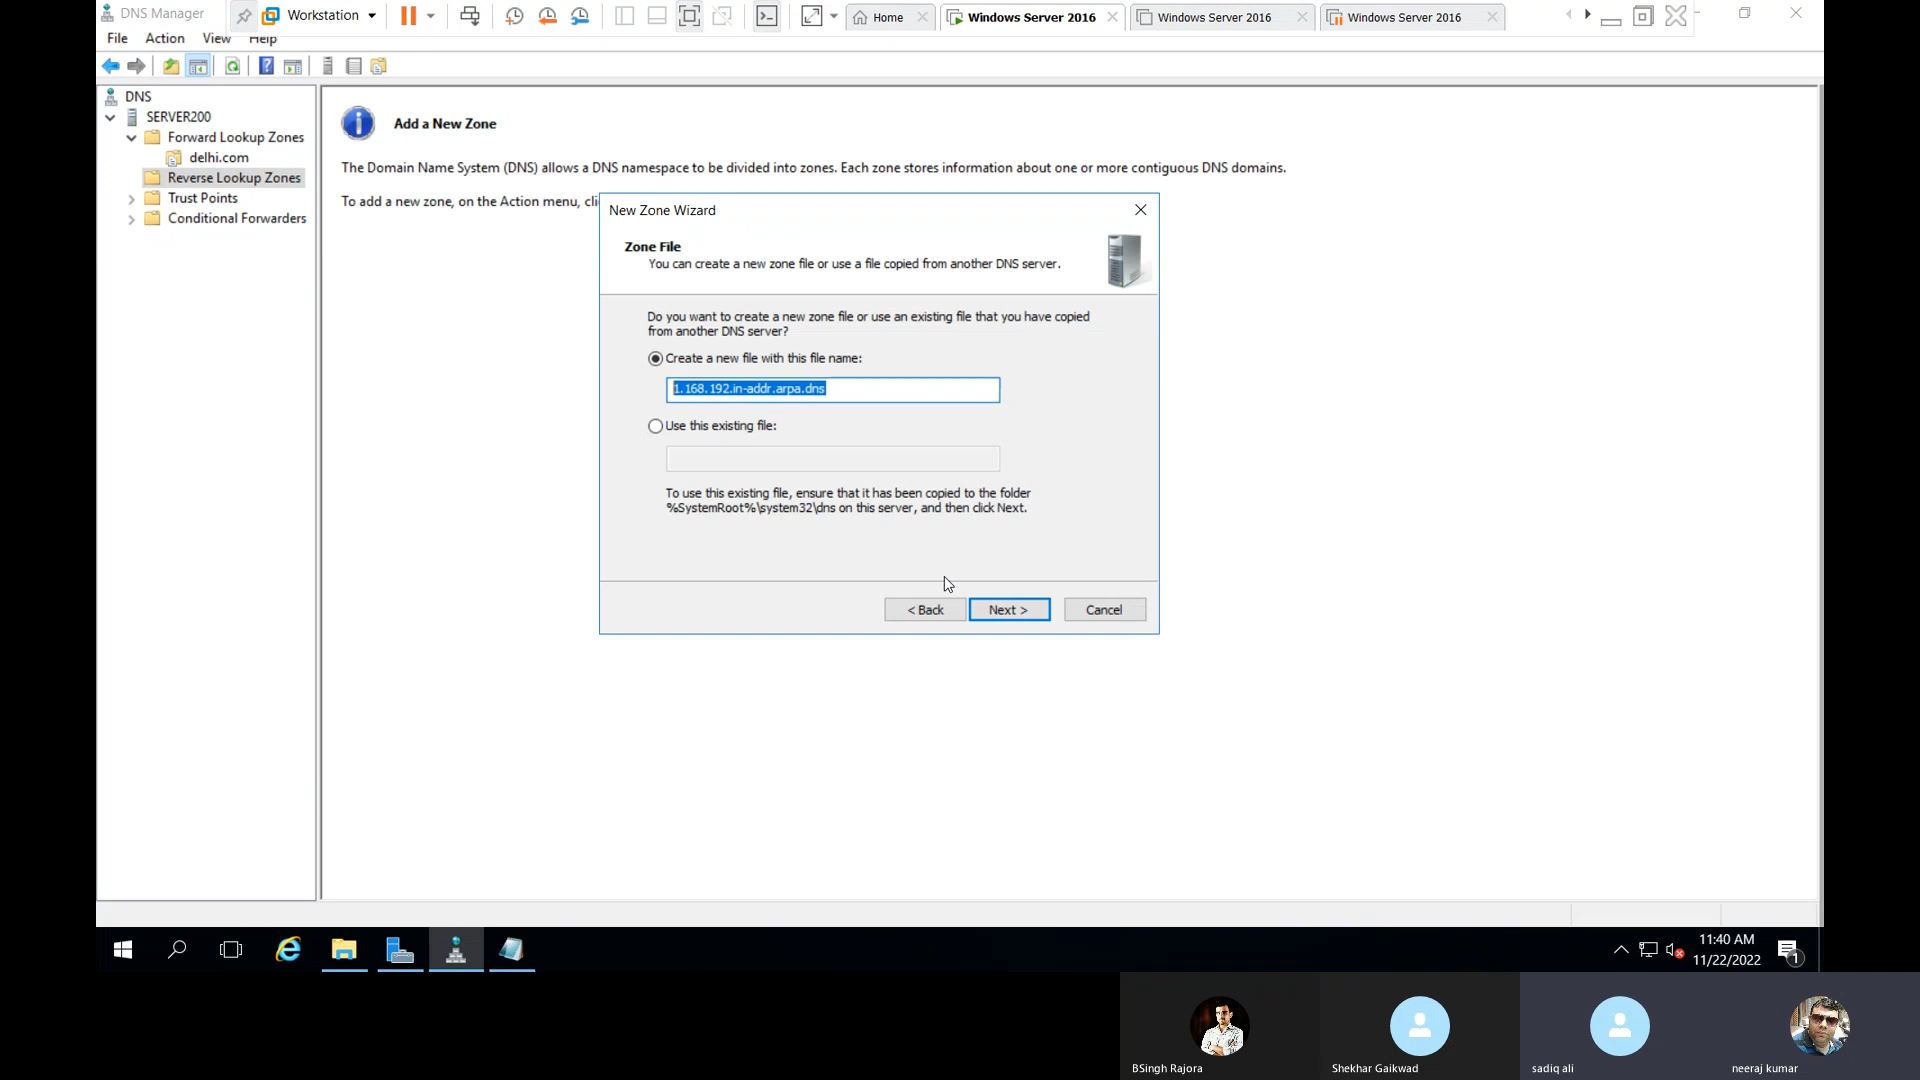 DNS Manager
Workstation
Home
Windows Server 2016
Windows Server 2016
Windows Server 2016
File Action View Help
DNS
SERVER200
Forward Lookup Zones
delhi.com
Reverse Lookup Zones
Trust Points
Conditional Forwarders
Add a New Zone
The Domain Name System (DNS) allows a DNS namespace to be divided into zones. Each zone stores information about one or more contiguous DNS domains.
To add a new zone, on the Action menu, cli
New Zone Wizard
Zone File
You can create a new zone file or use a file copied from another DNS server.
Do you want to create a new zone file or use an existing file that you have copied
from another DNS server?
Create a new file with this file name:
1.168.192.in-addr.arpa.dns
Use this existing file:
To use this existing file, ensure that it has been copied to the folder
%SystemRoot%\system32\dns on this server, and then click Next.
< Back Next > Cancel
11:40 AM
11/22/2022
1
BSingh Rajora
Shekhar Gaikwad
sadiq ali
neeraj kumar